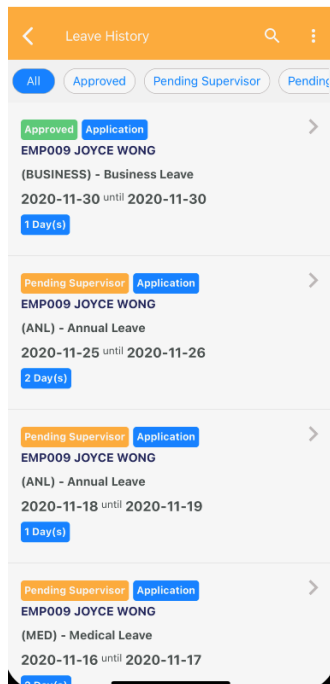 Leave History
All Approved Pending Supervisor Pending
Approved Application
EMP009 JOYCE WONG
(BUSINESS) - Business Leave
2020-11-30 until 2020-11-30
1 Day(s)
Pending Supervisor Application
EMP009 JOYCE WONG
(ANL) - Annual Leave
2020-11-25 until 2020-11-26
2 Day(s)
Pending Supervisor Application
EMP009 JOYCE WONG
(ANL) - Annual Leave
2020-11-18 until 2020-11-19
1 Day(s)
Pending Supervisor Application
EMP009 JOYCE WONG
(MED) - Medical Leave
2020-11-16 until 2020-11-17
2 Day(s)